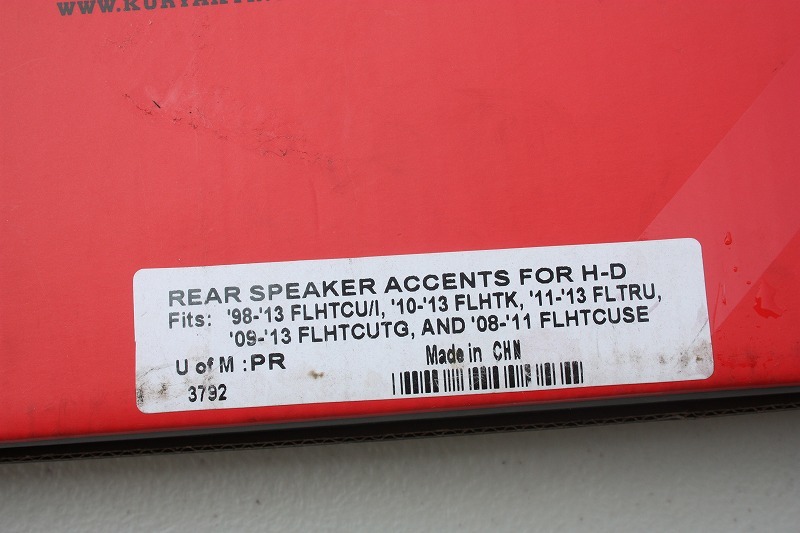 REAR SPEAKER ACCENTS FOR H-D
Fits: '98-'13 FLHTCU/I, '10-'13 FLHTK, '11-'13 FLTRU,
'09-'13 FLHTCUTG, AND '08-'11 FLHTCUSE
U of M :PR Made in CHN
3792